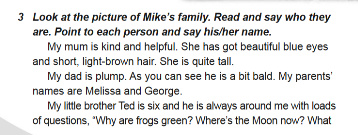 3 Look at the picture of Mike's family. Read and say who they
are. Point to each person and say his/her name.
My mum is kind and helpful. She has got beautiful blue eyes
and short, light-brown hair. She is quite tall.
My dad is plump. As you can see he is a bit bald. My parents'
names are Melissa and George.
My little brother Ted is six and he is always around me with loads
of questions, “Why are frogs green? Where's the Moon now? What